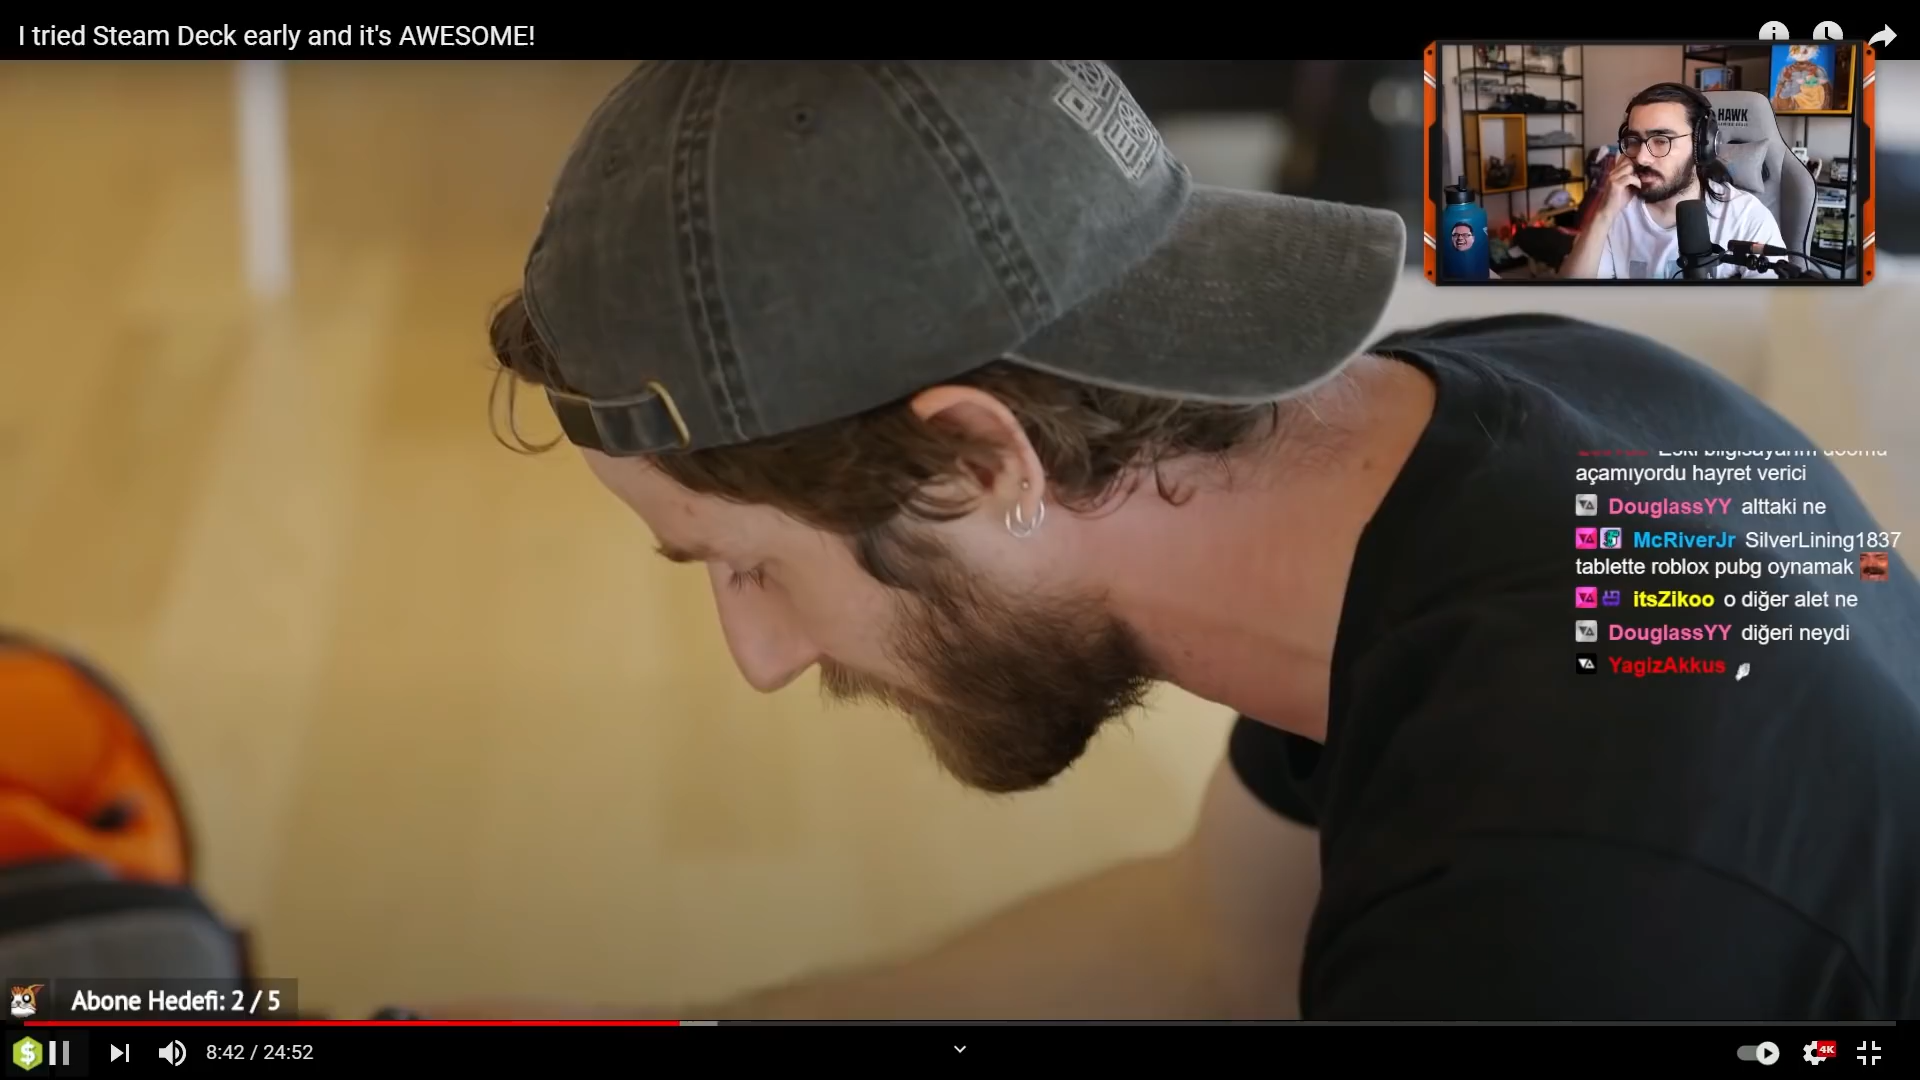 I tried Steam Deck early and it's AWESOME!
HAWK
açamıyordu hayret verici
DouglassYY alttaki ne
McRiverJr SilverLining1837
tablette roblox pubg oynamak
itsZikoo o diğer alet ne
DouglassYY diğeri neydi
YagizAkkus
Abone Hedefi: 2 / 5
8:42 / 24:52
4K